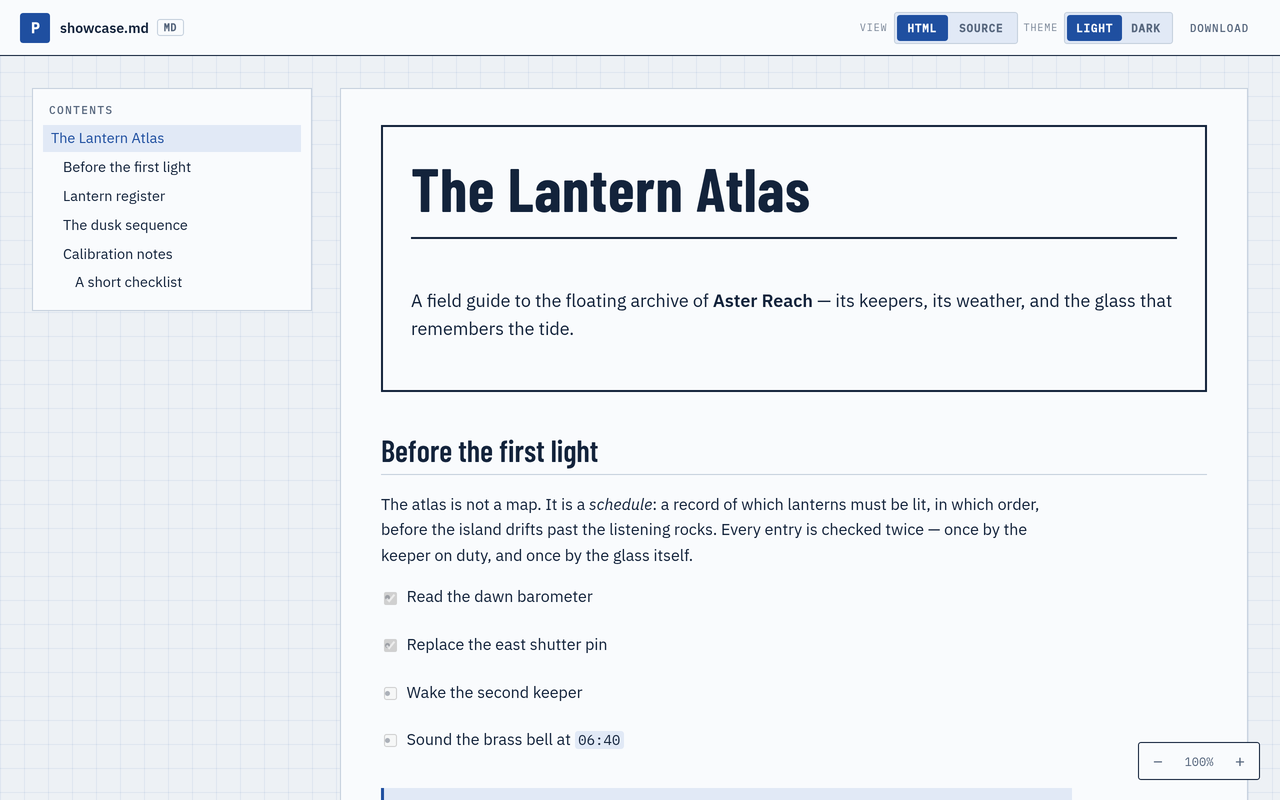 P showcase.md MD
VIEW HTML SOURCE THEME LIGHT DARK DOWNLOAD
CONTENTS
The Lantern Atlas
Before the first light
Lantern register
The dusk sequence
Calibration notes
A short checklist
The Lantern Atlas
A field guide to the floating archive of Aster Reach — its keepers, its weather, and the glass that
remembers the tide.
Before the first light
The atlas is not a map. It is a schedule: a record of which lanterns must be lit, in which order,
before the island drifts past the listening rocks. Every entry is checked twice — once by the
keeper on duty, and once by the glass itself.
Read the dawn barometer
Replace the east shutter pin
Wake the second keeper
Sound the brass bell at 06:40
− 100% +